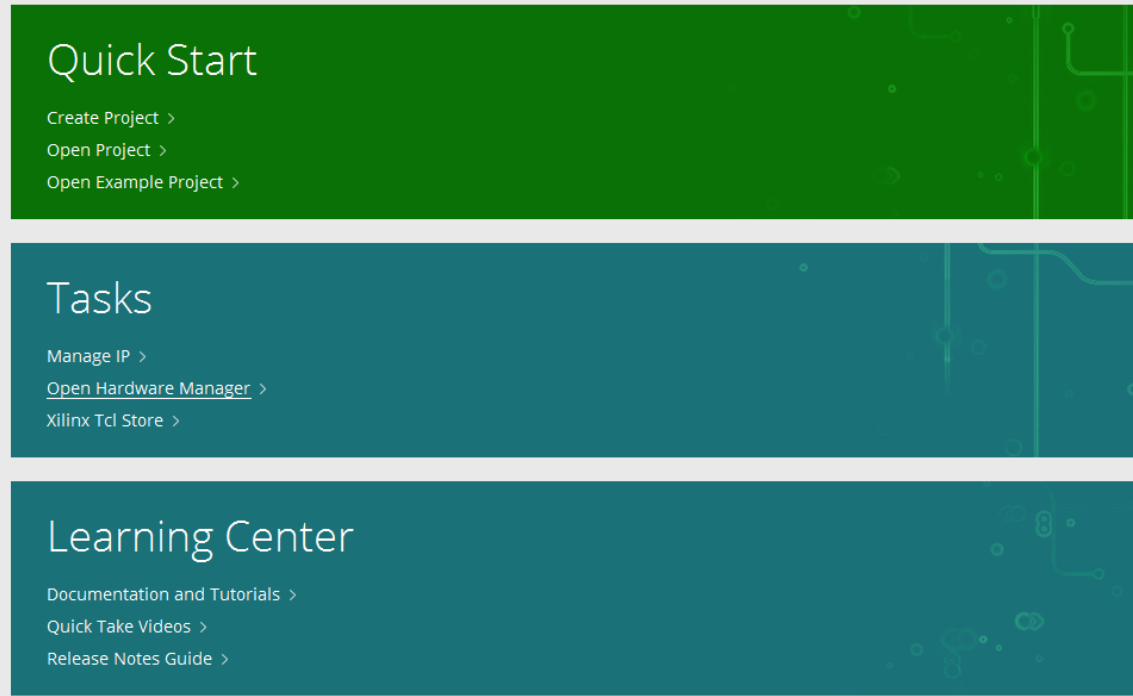 Quick Start
Create Project >
Open Project >
Open Example Project >
Tasks
Manage IP >
Open Hardware Manager >
Xilinx Tcl Store >
Learning Center
Documentation and Tutorials >
Quick Take Videos >
Release Notes Guide >